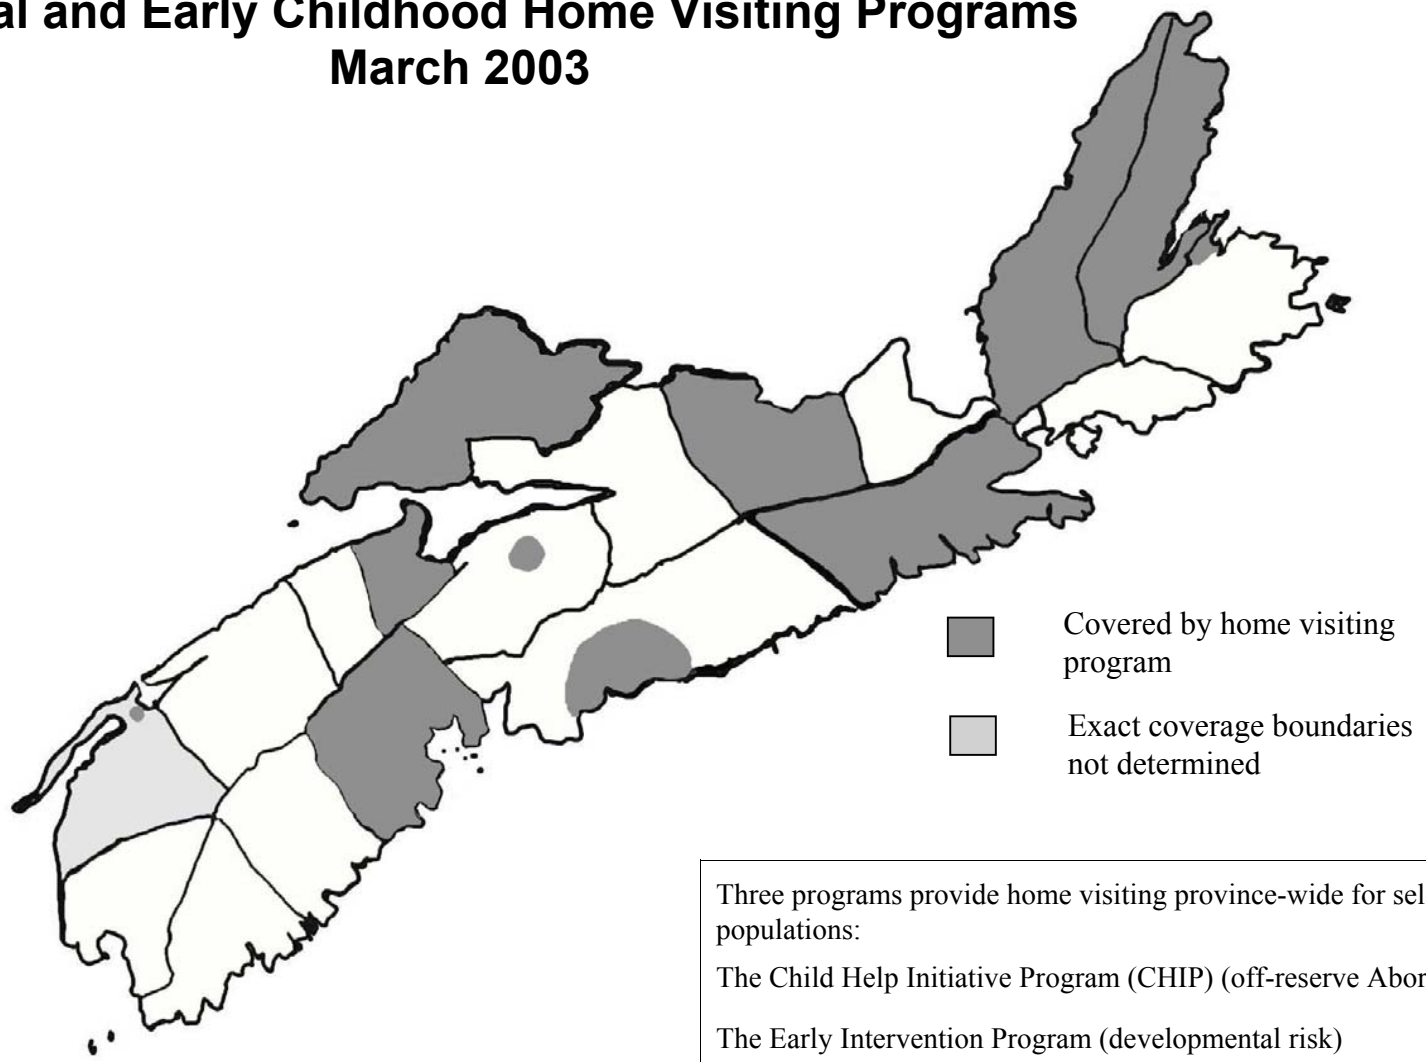 al and Early Childhood Home Visiting Programs
March 2003
Covered by home visiting
program
Exact coverage boundaries
not determined
Three programs provide home visiting province-wide for sel
populations:
The Child Help Initiative Program (CHIP) (off-reserve Abor
The Early Intervention Program (developmental risk)